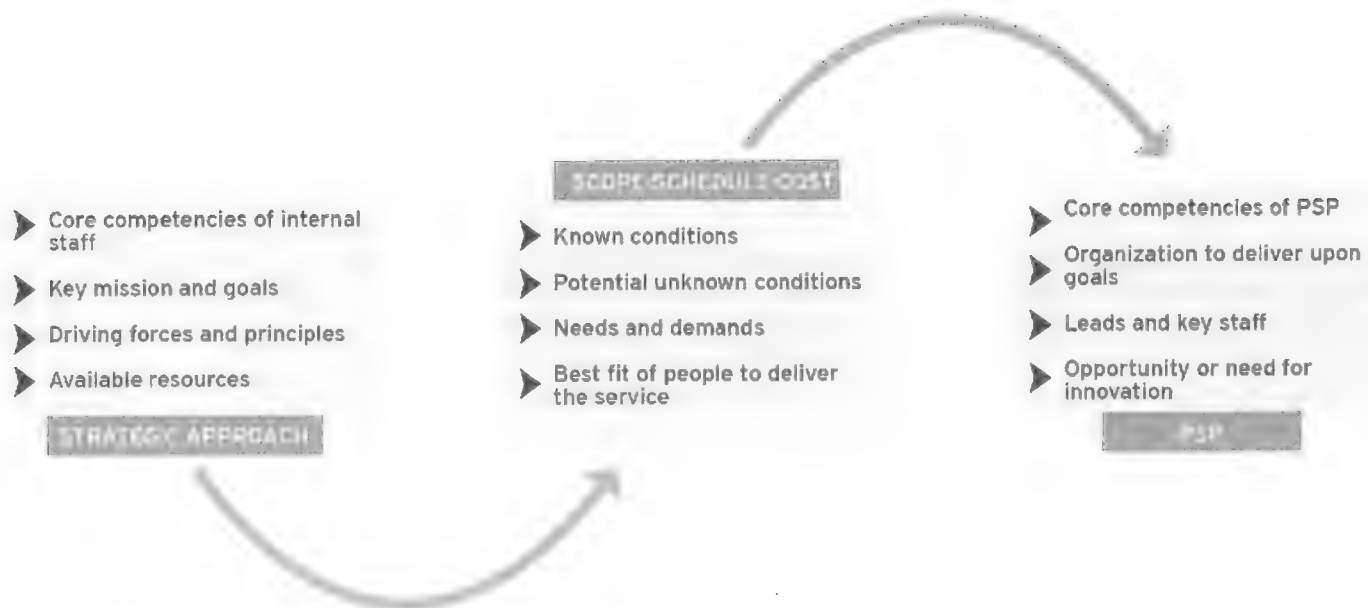 Core competencies of internal
staff
Key mission and goals
Driving forces and principles
Available resources
STRATEGIC APPROACH
SCOPE-SCHEDULE-COST
Known conditions
Potential unknown conditions
Needs and demands
Best fit of people to deliver
the service
Core competencies of PSP
Organization to deliver upon
goals
Leads and key staff
Opportunity or need for
innovation
PSP